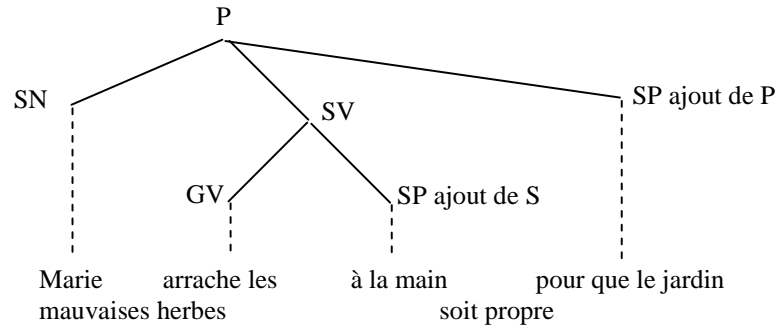 P
SN
SV
SP ajout de P
GV
SP ajout de S
Marie arrache les à la main pour que le jardin
mauvaises herbes soit propre